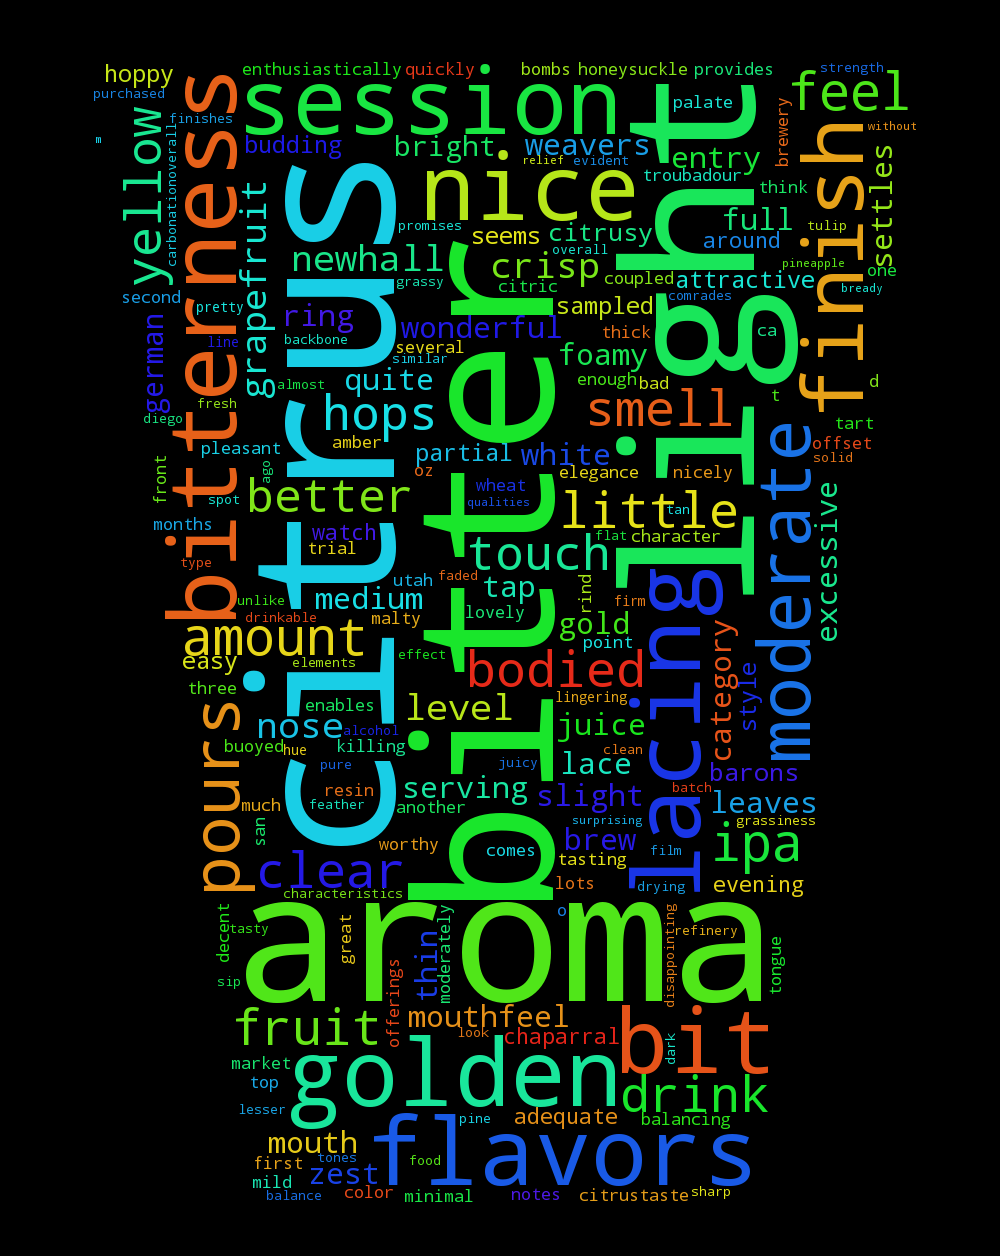 enthusiastically quickly bombs honeysuckle provides strength
hoppy session feel
purchased palate
finishes brewery without
m budding bright weavers entry
relief evident
yellow bitterness carbonationoverall nice troubadour think finish settles
grapefruit citrus promises light
seems citrusy full tulip
overall around
newhall crisp pineapple one
grassy citric coupled attractive bready
second pretty sampled comrades
german ring bitter wonderful thick ca
line backbone several foamy
similar
almost quite enough bad d
fresh t
diego hops smell tart
amber offset
pleasant partial white moderate solid
front ago oz elegance nicely
spot better wheat little excessive
qualities tan
months watch flat character
trial touch
type utah faded tap rind
unlike medium lovely firm
drinkable malty gold
amount point category
easy elements effect bodied style
three lingering
enables level lacing
nose alcohol juice
buoyed hue killing clean
pure juicy lace barons
pours resin serving slight batch
much feather another leaves
san surprising grassiness
worthy comes brew ipa
tasting film
clear lots drying evening
characteristics
aroma o
decent tasty great thin moderately disappointing refinery tongue
sip
offerings
fruit mouthfeel bit
look chaparral dark
market golden
top drink
lesser pine adequate balancing
mouth flavors
first tones food
mild zest
balance color minimal notes citrustaste sharp